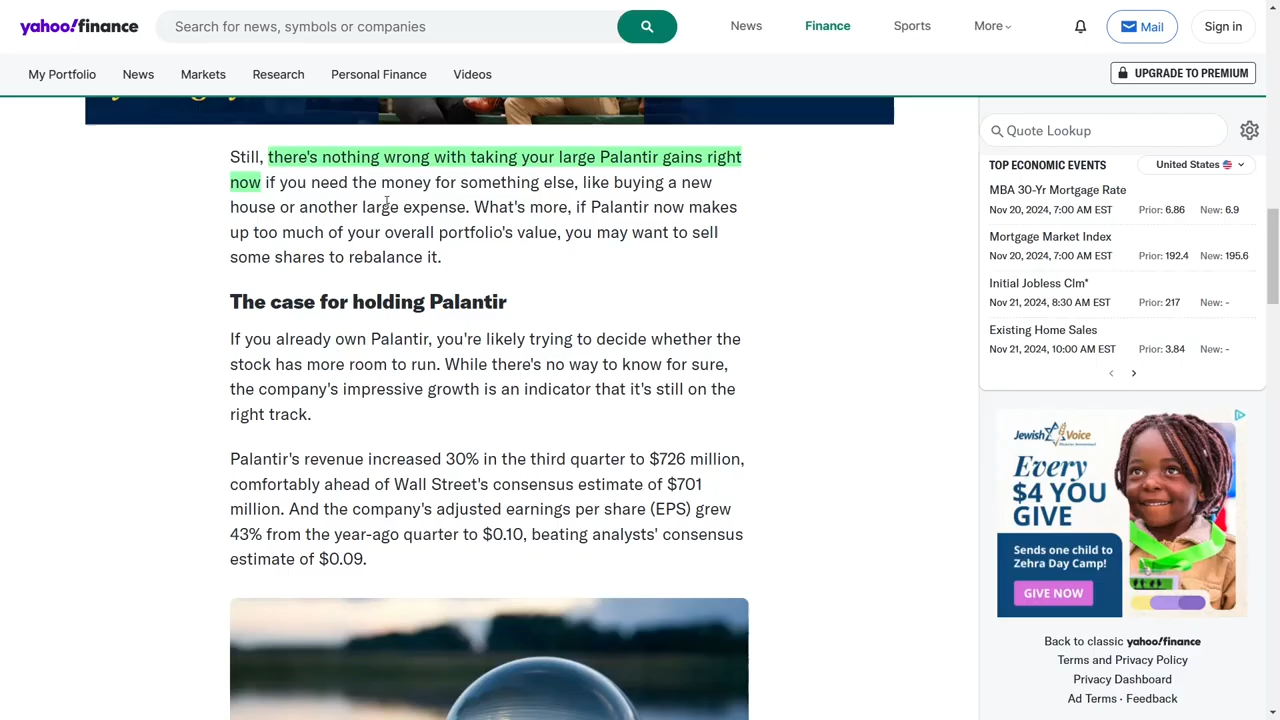 yahoo!finance
Search for news, symbols or companies
News
Finance
Sports
More
Mail
Sign in
My Portfolio
News
Markets
Research
Personal Finance
Videos
UPGRADE TO PREMIUM
Still, there's nothing wrong with taking your large Palantir gains right
now if you need the money for something else, like buying a new
house or another large expense. What's more, if Palantir now makes
up too much of your overall portfolio's value, you may want to sell
some shares to rebalance it.
The case for holding Palantir
If you already own Palantir, you're likely trying to decide whether the
stock has more room to run. While there's no way to know for sure,
the company's impressive growth is an indicator that it's still on the
right track.
Palantir's revenue increased 30% in the third quarter to $726 million,
comfortably ahead of Wall Street's consensus estimate of $701
million. And the company's adjusted earnings per share (EPS) grew
43% from the year-ago quarter to $0.10, beating analysts' consensus
estimate of $0.09.
Quote Lookup
TOP ECONOMIC EVENTS
United States
MBA 30-Yr Mortgage Rate
Nov 20, 2024, 7:00 AM EST Prior: 6.86 New: 6.9
Mortgage Market Index
Nov 20, 2024, 7:00 AM EST Prior: 192.4 New: 195.6
Initial Jobless Clm*
Nov 21, 2024, 8:30 AM EST Prior: 217 New: -
Existing Home Sales
Nov 21, 2024, 10:00 AM EST Prior: 3.84 New: -
Jewish Voice
Every
$4 YOU
GIVE
Sends one child to
Zehra Day Camp!
GIVE NOW
Back to classic yahoo!finance
Terms and Privacy Policy
Privacy Dashboard
Ad Terms · Feedback